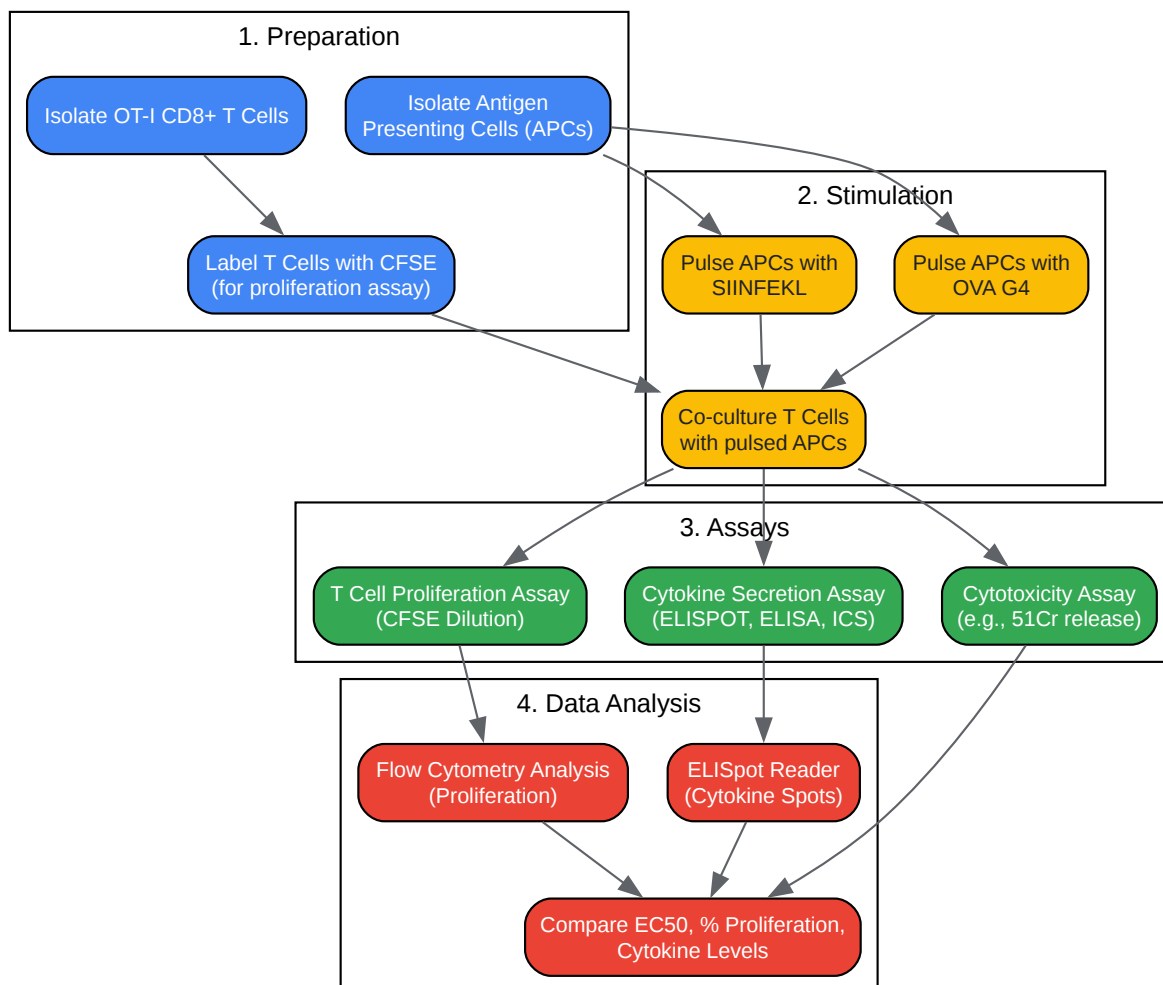 1. Preparation
Isolate OT-I CD8+ T Cells
Isolate Antigen
Presenting Cells (APCs)
Label T Cells with CFSE
(for proliferation assay)
2. Stimulation
Pulse APCs with
SIINFEKL
Pulse APCs with
OVA G4
Co-culture T Cells
with pulsed APCs
3. Assays
T Cell Proliferation Assay
(CFSE Dilution)
Cytokine Secretion Assay
(ELISPOT, ELISA, ICS)
Cytotoxicity Assay
(e.g., 51Cr release)
4. Data Analysis
Flow Cytometry Analysis
(Proliferation)
ELISpot Reader
(Cytokine Spots)
Compare EC50, % Proliferation,
Cytokine Levels